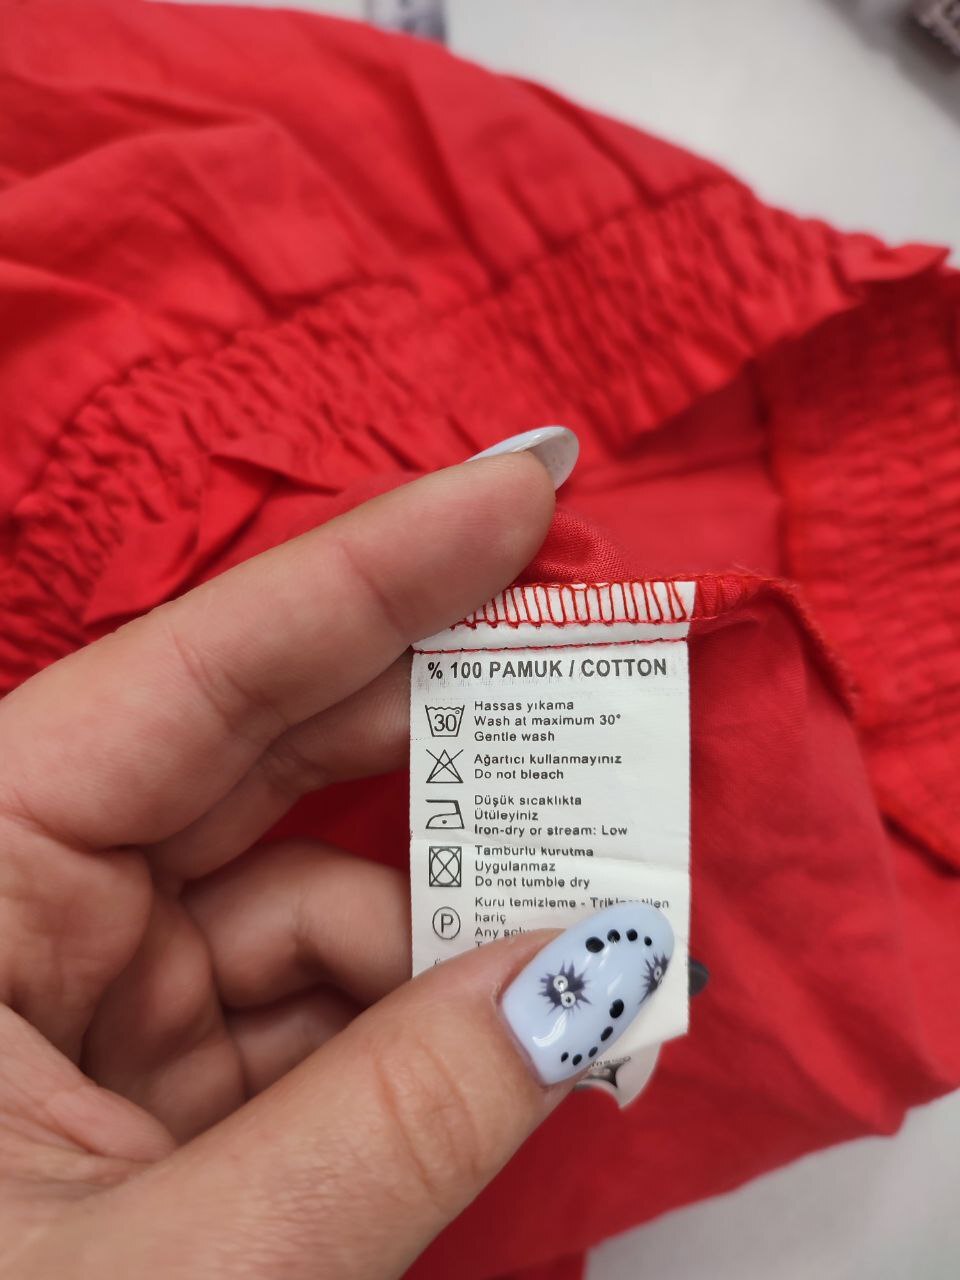 % 100 PAMUK / COTTON
30°
Hassas yıkama
Wash at maximum 30°
Gentle wash
Ağartıcı kullanmayınız
Do not bleach
Düşük sıcaklıkta
Ütüleyiniz
Iron-dry or stream: Low
Tamburlu kurutma
Uygulanmaz
Do not tumble dry
P
Kuru temizleme -
hariç
Any